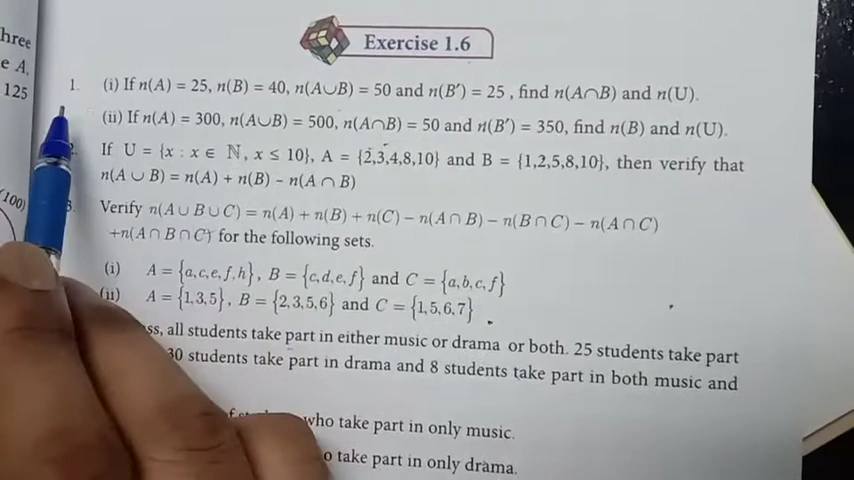 hree
e A,
125
(100)
Exercise 1.6
1. (i) If n(A) = 25, n(B) = 40, n(A∪B) = 50 and n(B′) = 25 , find n(A∩B) and n(U).
(ii) If n(A) = 300, n(A∪B) = 500, n(A∩B) = 50 and n(B′) = 350, find n(B) and n(U).
2. If U = {x : x ∈ ℕ, x ≤ 10}, A = {2,3,4,8,10} and B = {1,2,5,8,10}, then verify that
n(A ∪ B) = n(A) + n(B) − n(A ∩ B)
3. Verify n(A ∪ B ∪ C) = n(A) + n(B) + n(C) − n(A ∩ B) − n(B ∩ C) − n(A ∩ C)
+n(A ∩ B ∩ C) for the following sets.
(i) A = {a,c,e,f,h}, B = {c,d,e,f} and C = {a,b,c,f}
(ii) A = {1,3,5}, B = {2,3,5,6} and C = {1,5,6,7}
ss, all students take part in either music or drama or both. 25 students take part
30 students take part in drama and 8 students take part in both music and
who take part in only music.
o take part in only drama.